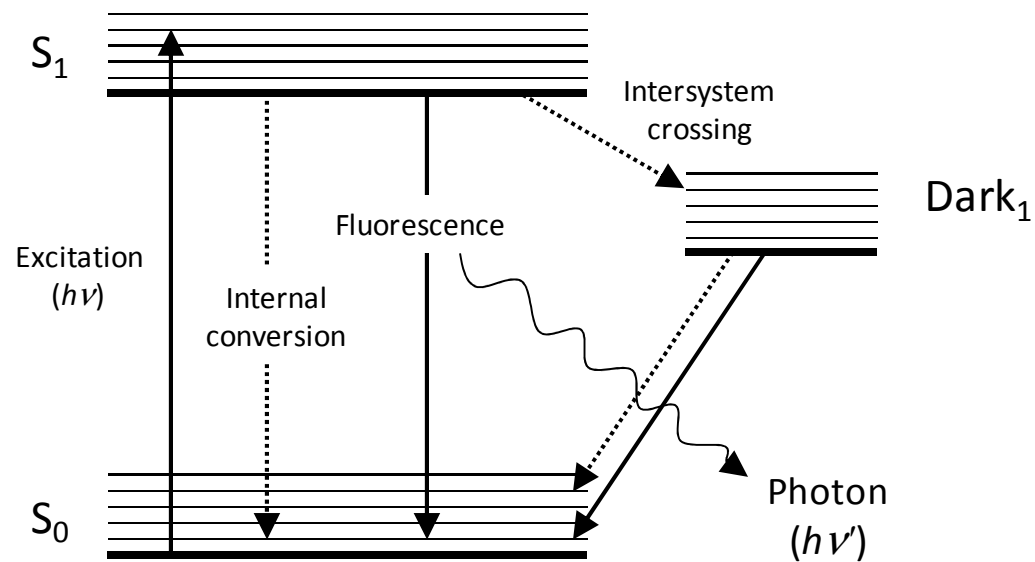 S₁
Intersystem
crossing
Dark₁
Fluorescence
Excitation
(hν)
Internal
conversion
S₀
Photon
(hν′)